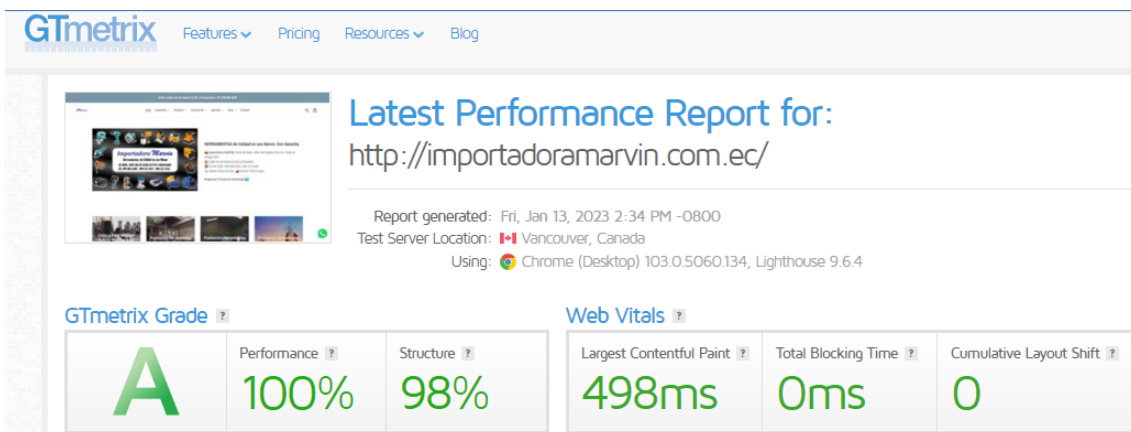 GTmetrix
Features Pricing Resources Blog
Latest Performance Report for:
http://importadoramarvin.com.ec/
Report generated: Fri, Jan 13, 2023 2:34 PM -0800
Test Server Location: Vancouver, Canada
Using: Chrome (Desktop) 103.0.5060.134, Lighthouse 9.6.4
Importadora Marvin
GTmetrix Grade ?
Web Vitals ?
A
Performance ?
100%
Structure ?
98%
Largest Contentful Paint ?
498ms
Total Blocking Time ?
0ms
Cumulative Layout Shift ?
0